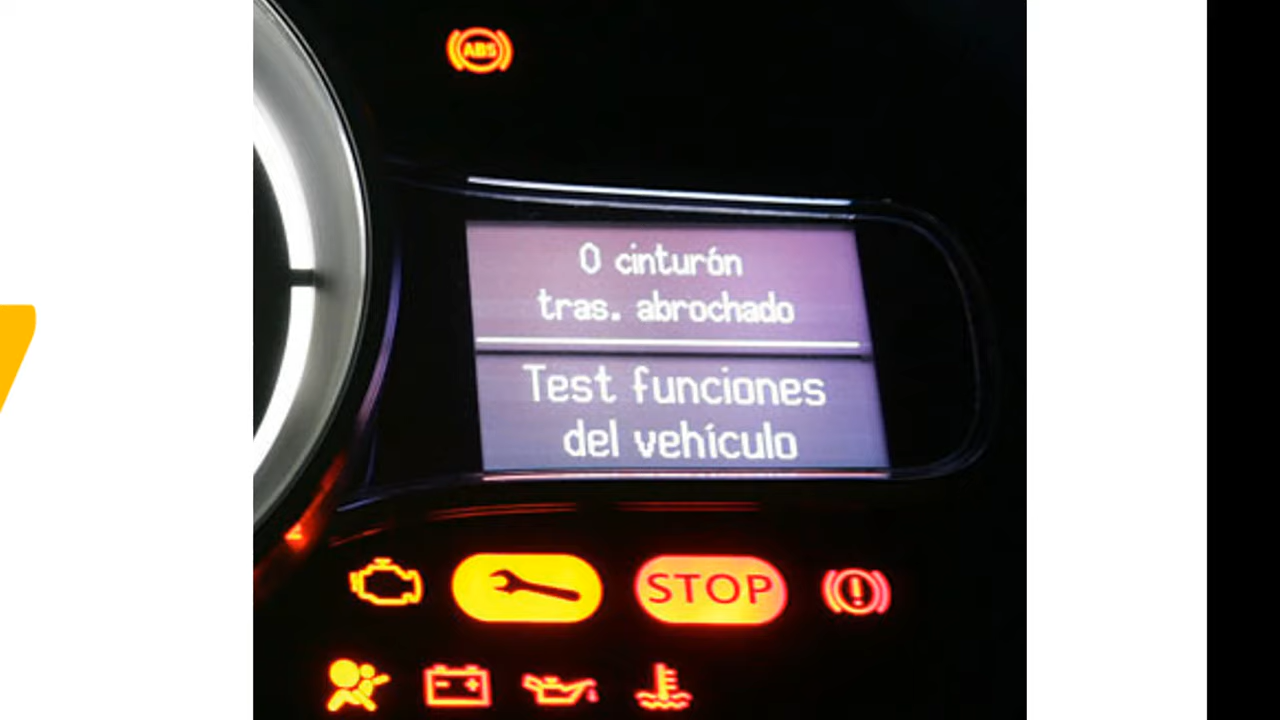 ABS
0 cinturón
tras. abrochado
Test funciones
del vehículo
STOP